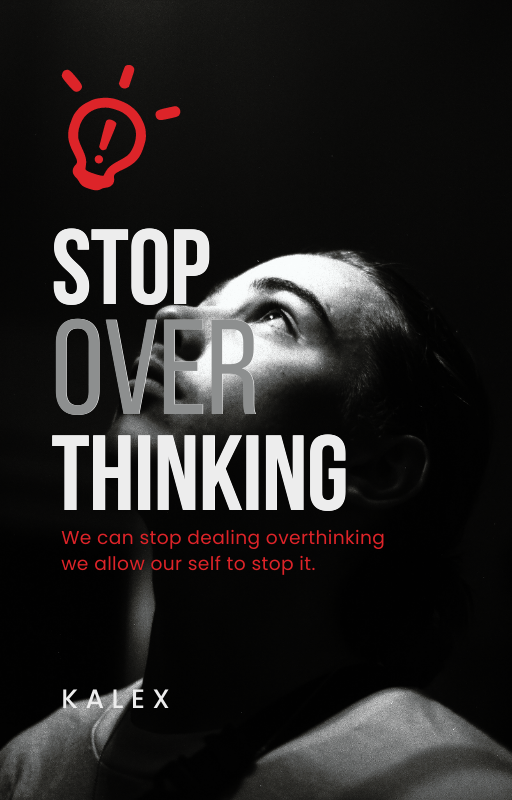 STOP
OVER
THINKING
We can stop dealing overthinking
we allow our self to stop it.
KALEX